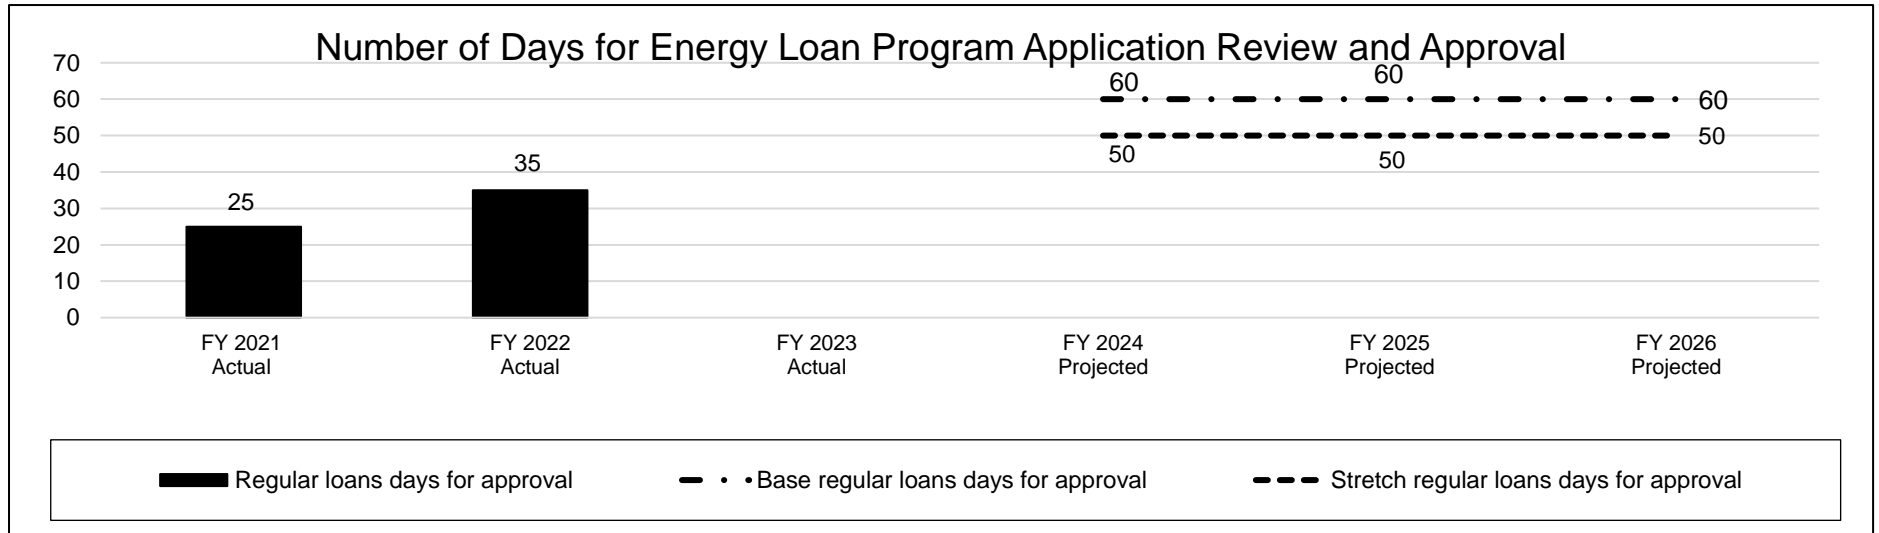 Number of Days for Energy Loan Program Application Review and Approval
70
60
50
40
30
20
10
0
25
35
60
60
60
50
50
50
FY 2021
Actual
FY 2022
Actual
FY 2023
Actual
FY 2024
Projected
FY 2025
Projected
FY 2026
Projected
Regular loans days for approval
Base regular loans days for approval
Stretch regular loans days for approval